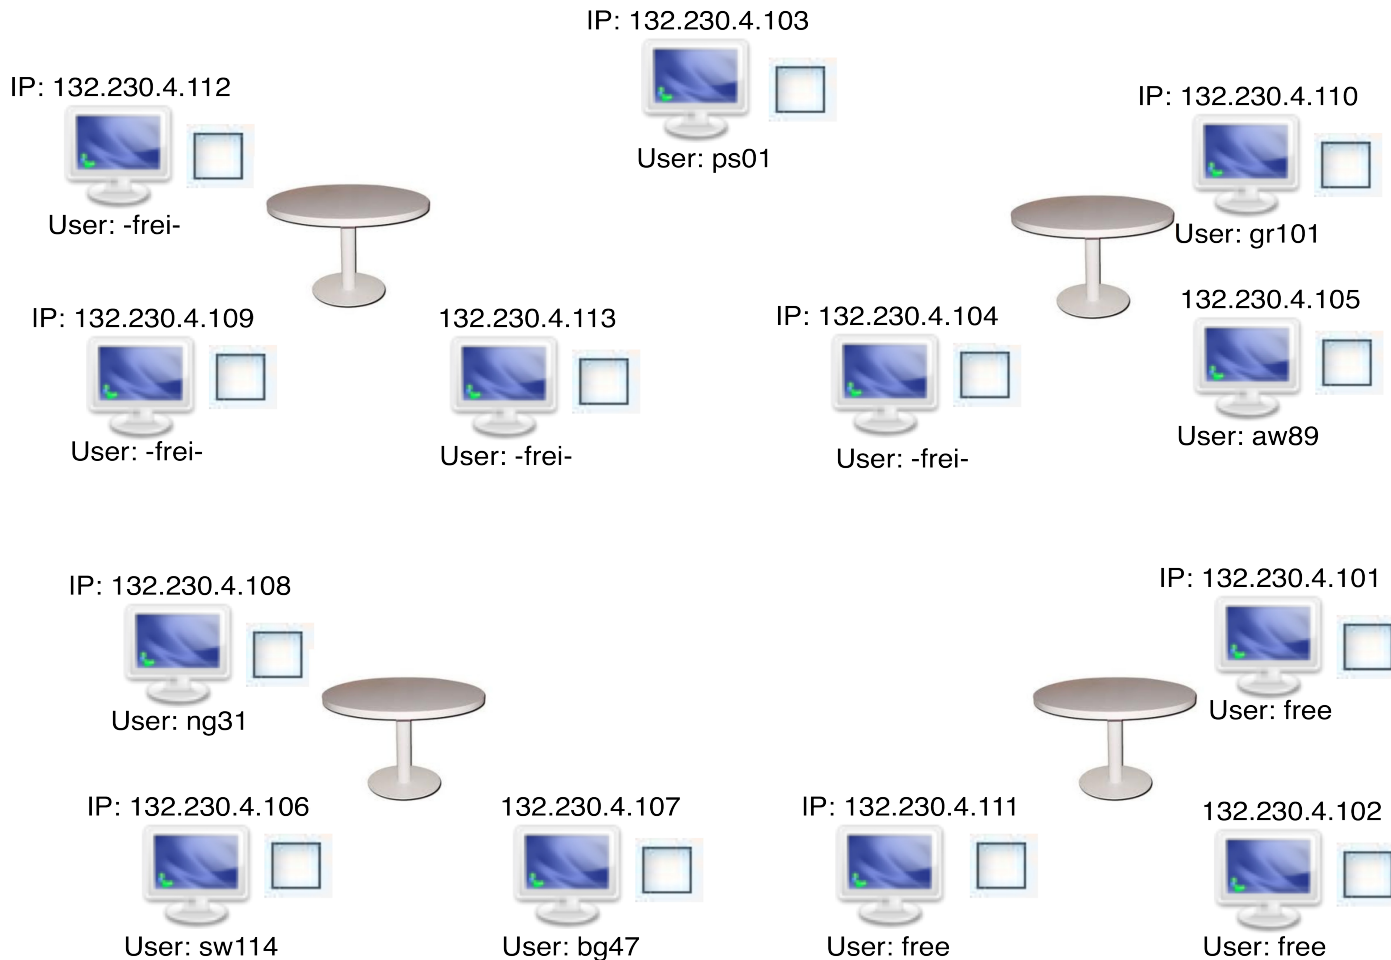 IP: 132.230.4.103
IP: 132.230.4.112
IP: 132.230.4.110
User: ps01
User: -frei-
User: gr101
IP: 132.230.4.109
132.230.4.113
IP: 132.230.4.104
132.230.4.105
User: -frei-
User: -frei-
User: -frei-
User: aw89
IP: 132.230.4.108
IP: 132.230.4.101
User: ng31
User: free
IP: 132.230.4.106
132.230.4.107
IP: 132.230.4.111
132.230.4.102
User: sw114
User: bg47
User: free
User: free